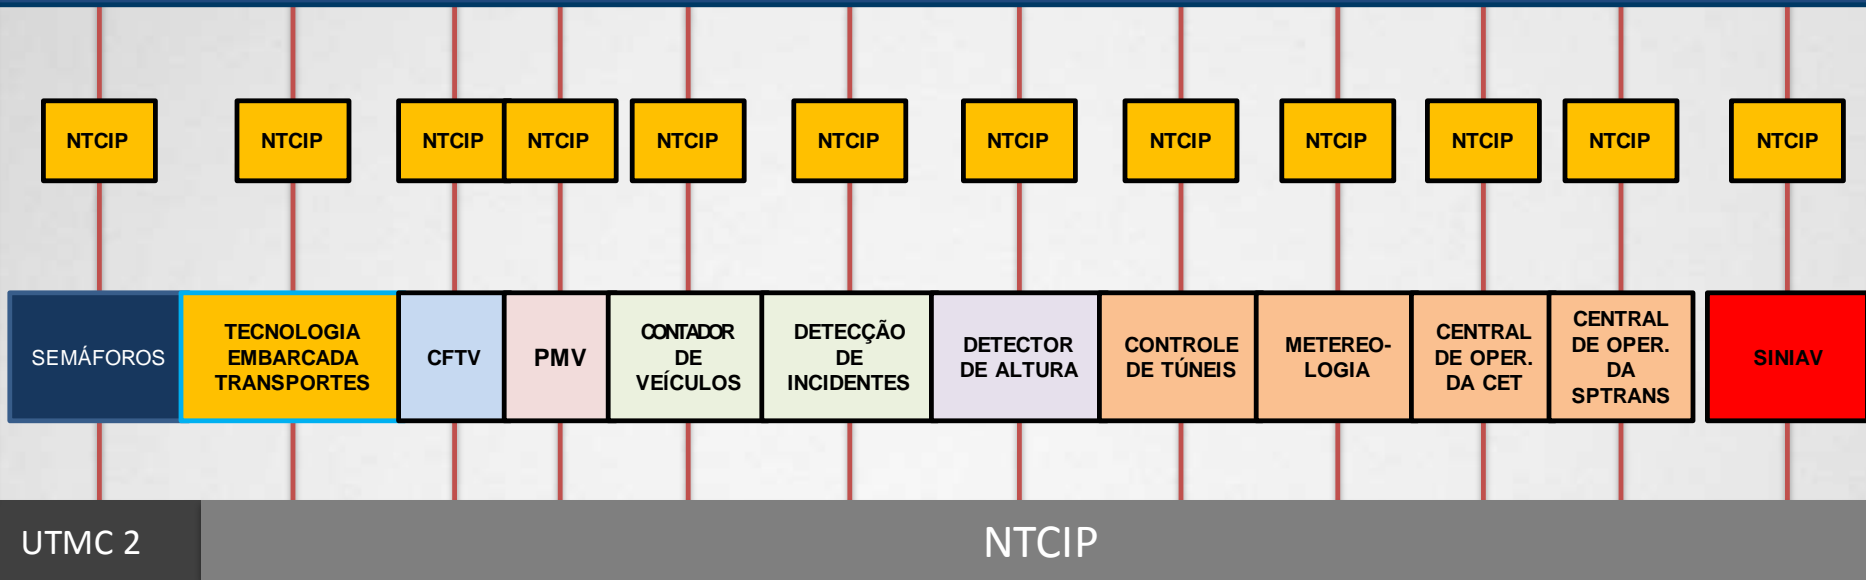 NTCIP NTCIP NTCIP NTCIP NTCIP NTCIP NTCIP NTCIP NTCIP NTCIP NTCIP NTCIP
SEMÁFOROS
TECNOLOGIA
EMBARCADA
TRANSPORTES
CFTV
PMV
CONTADOR
DE
VEÍCULOS
DETECÇÃO
DE
INCIDENTES
DETECTOR
DE ALTURA
CONTROLE
DE TÚNEIS
METEREO-
LOGIA
CENTRAL
DE OPER.
DA CET
CENTRAL
DE OPER.
DA
SPTRANS
SINIAV
UTMC 2
NTCIP